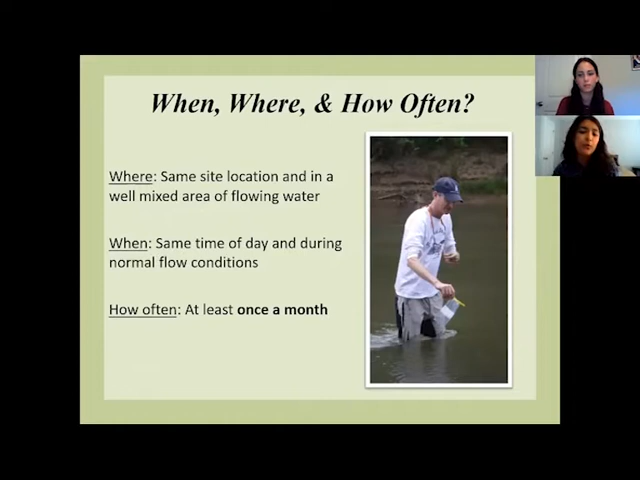 When, Where, & How Often?
Where: Same site location and in a
well mixed area of flowing water
When: Same time of day and during
normal flow conditions
How often: At least once a month